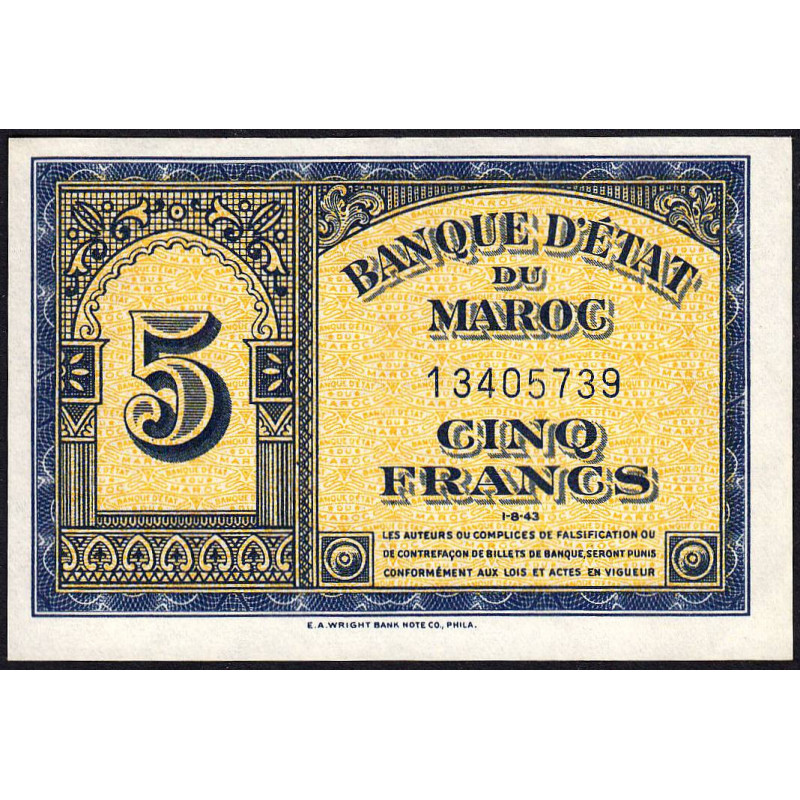 BANQUE D'ÉTAT
DU
MAROC
5
13405739
CINQ
FRANCS
1-8-43
LES AUTEURS OU COMPLICES DE FALSIFICATION OU
DE CONTREFAÇON DE BILLETS DE BANQUE, SERONT PUNIS
CONFORMÉMENT AUX LOIS ET ACTES EN VIGUEUR
E.A. WRIGHT BANK NOTE CO., PHILA.